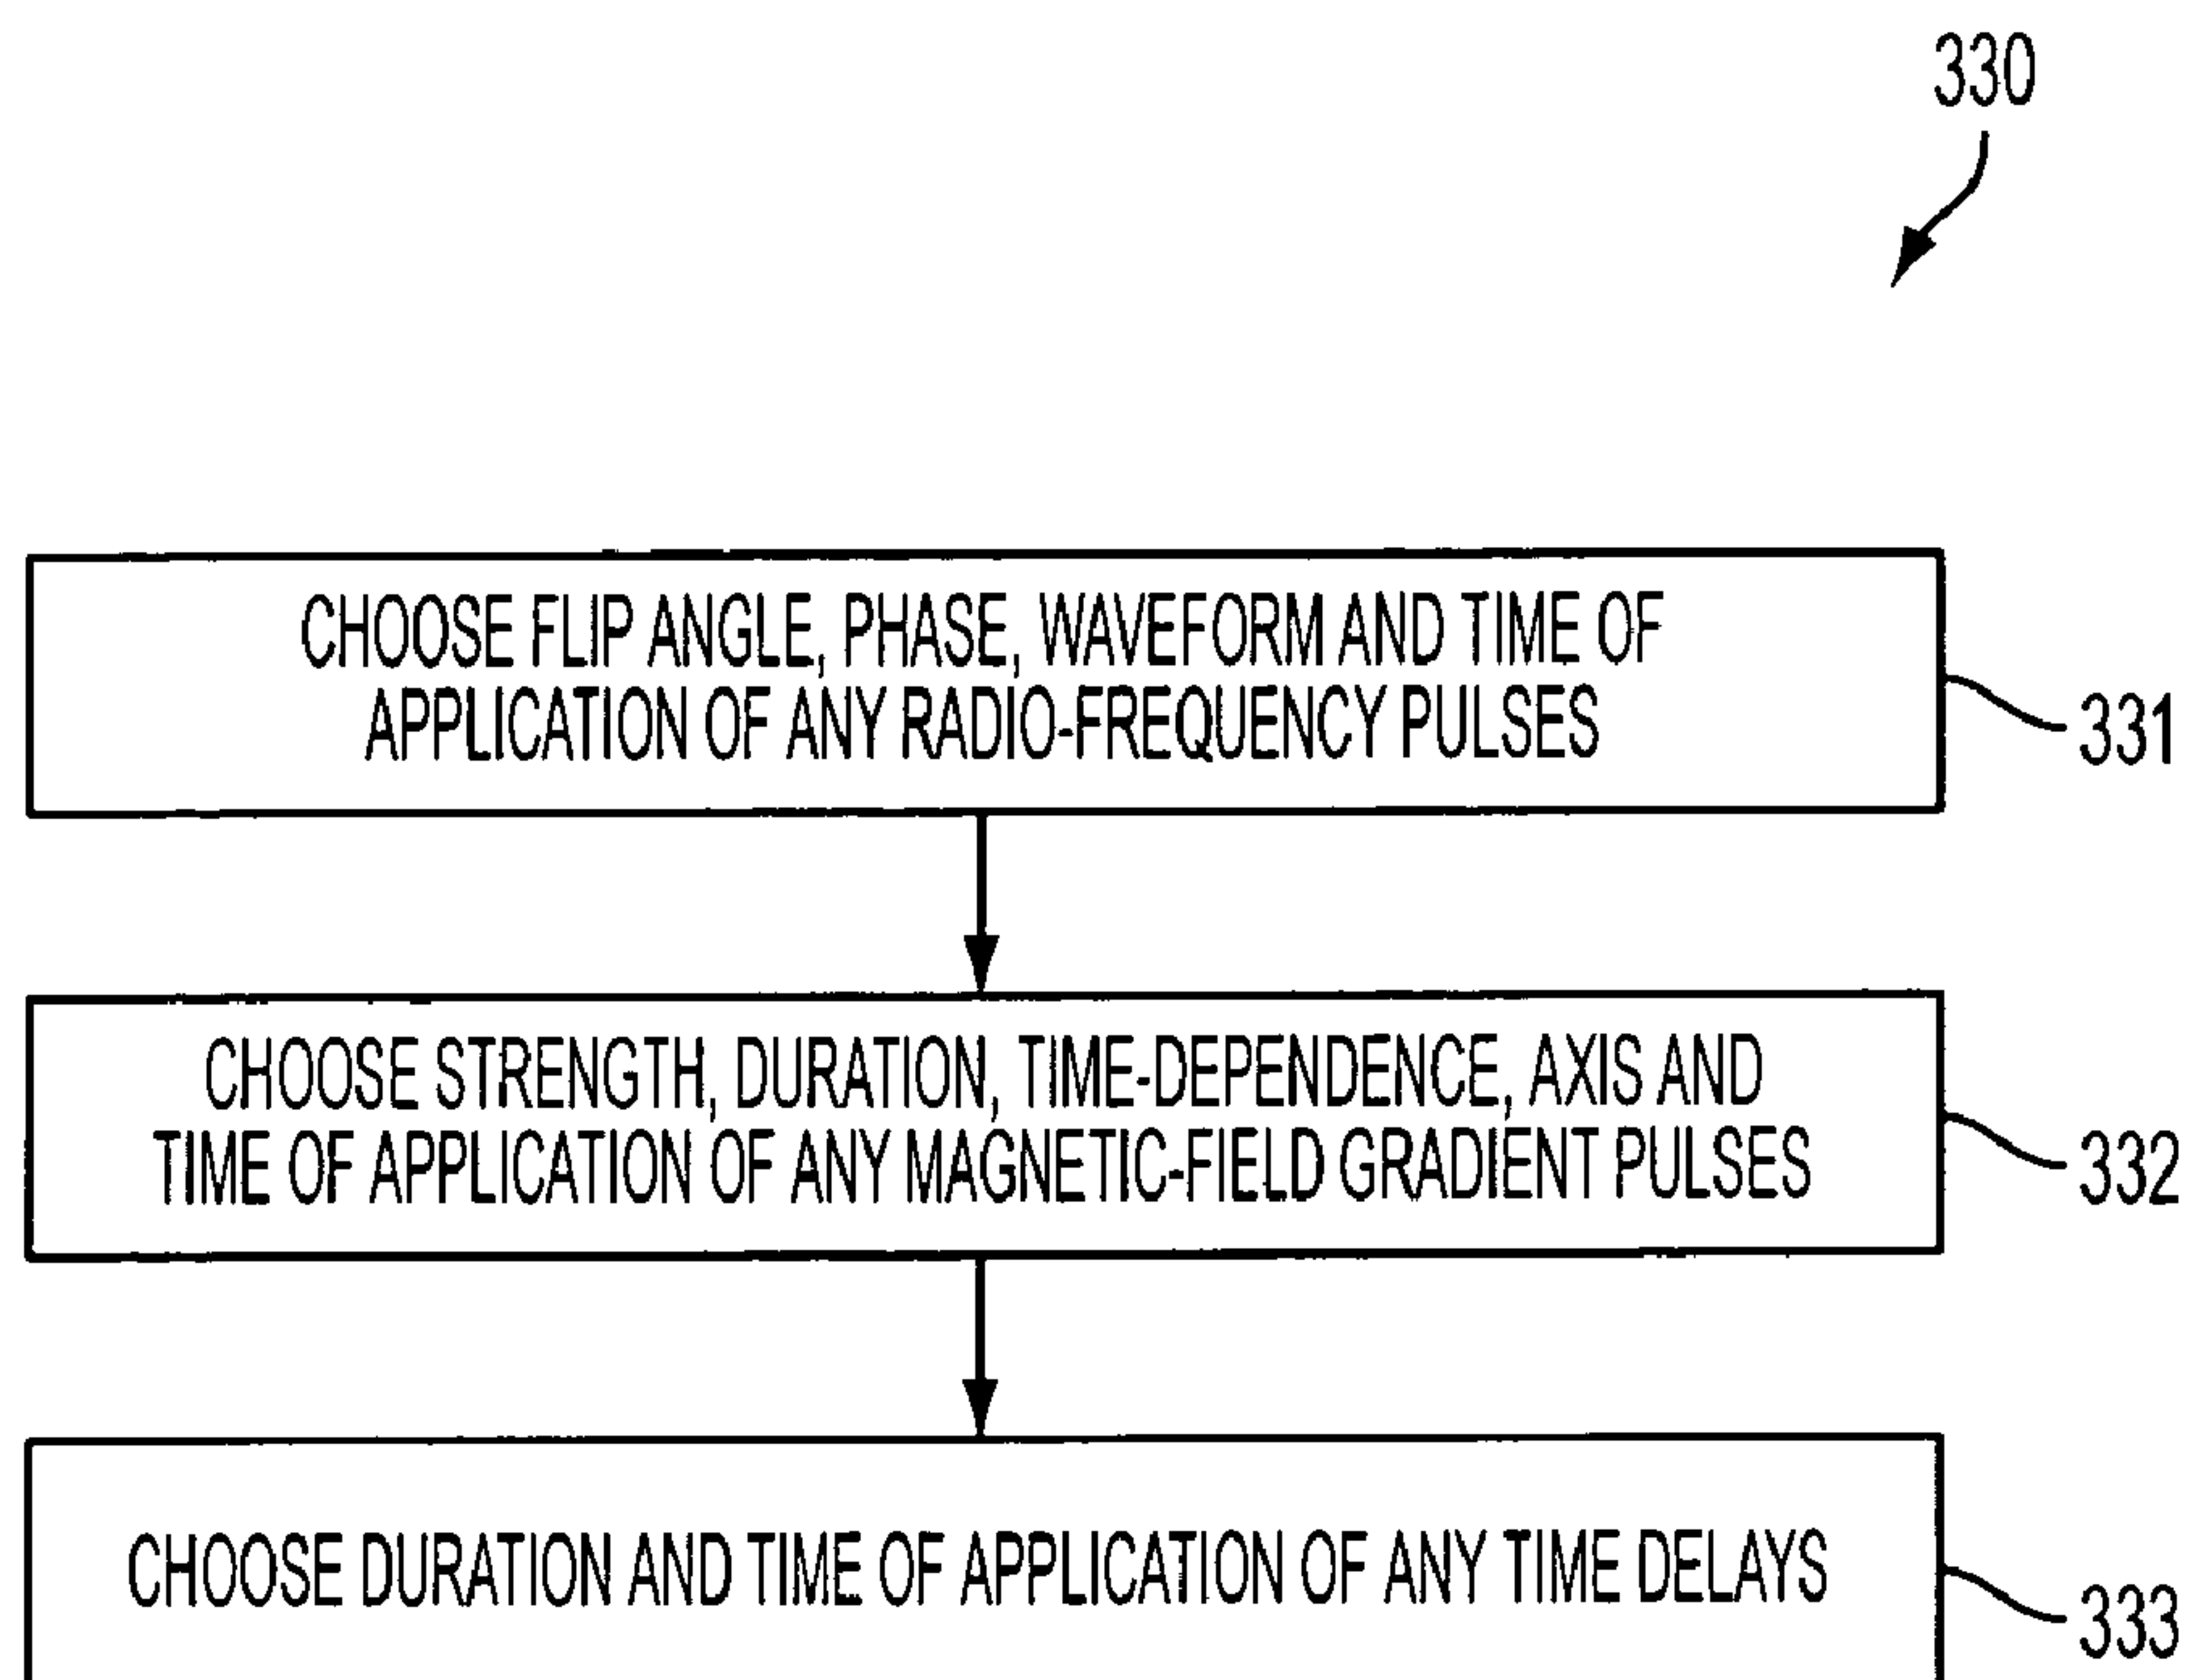 330
CHOOSE FLIP ANGLE, PHASE, WAVEFORM AND TIME OF
APPLICATION OF ANY RADIO-FREQUENCY PULSES
331
CHOOSE STRENGTH, DURATION, TIME-DEPENDENCE, AXIS AND
TIME OF APPLICATION OF ANY MAGNETIC-FIELD GRADIENT PULSES
332
CHOOSE DURATION AND TIME OF APPLICATION OF ANY TIME DELAYS
333